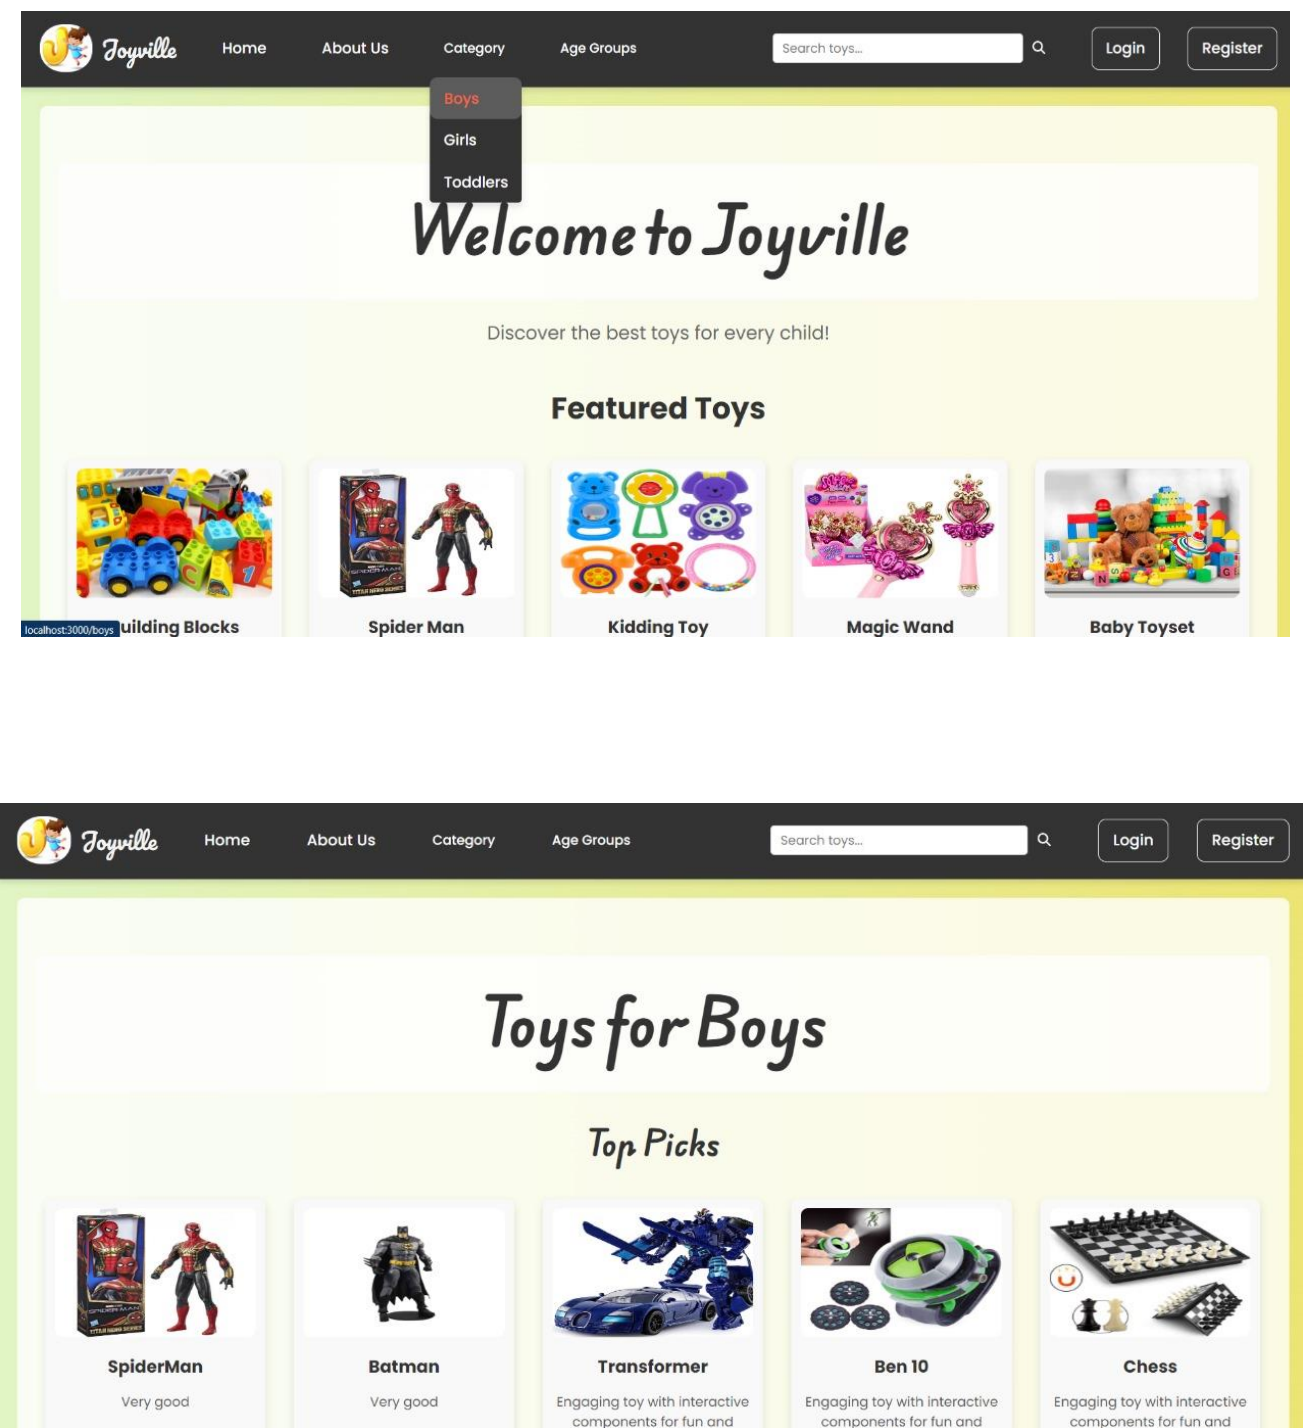 Joyville Home About Us Category Age Groups Search toys... Login Register
Boys
Girls
Toddlers
Welcome to Joyville
Discover the best toys for every child!
Featured Toys
uilding Blocks Spider Man Kidding Toy Magic Wand Baby Toyset
localhost:3000/boys
Joyville Home About Us Category Age Groups Search toys... Login Register
Toys for Boys
Top Picks
SpiderMan Batman Transformer Ben 10 Chess
Very good Very good Engaging toy with interactive Engaging toy with interactive Engaging toy with interactive
components for fun and components for fun and components for fun and